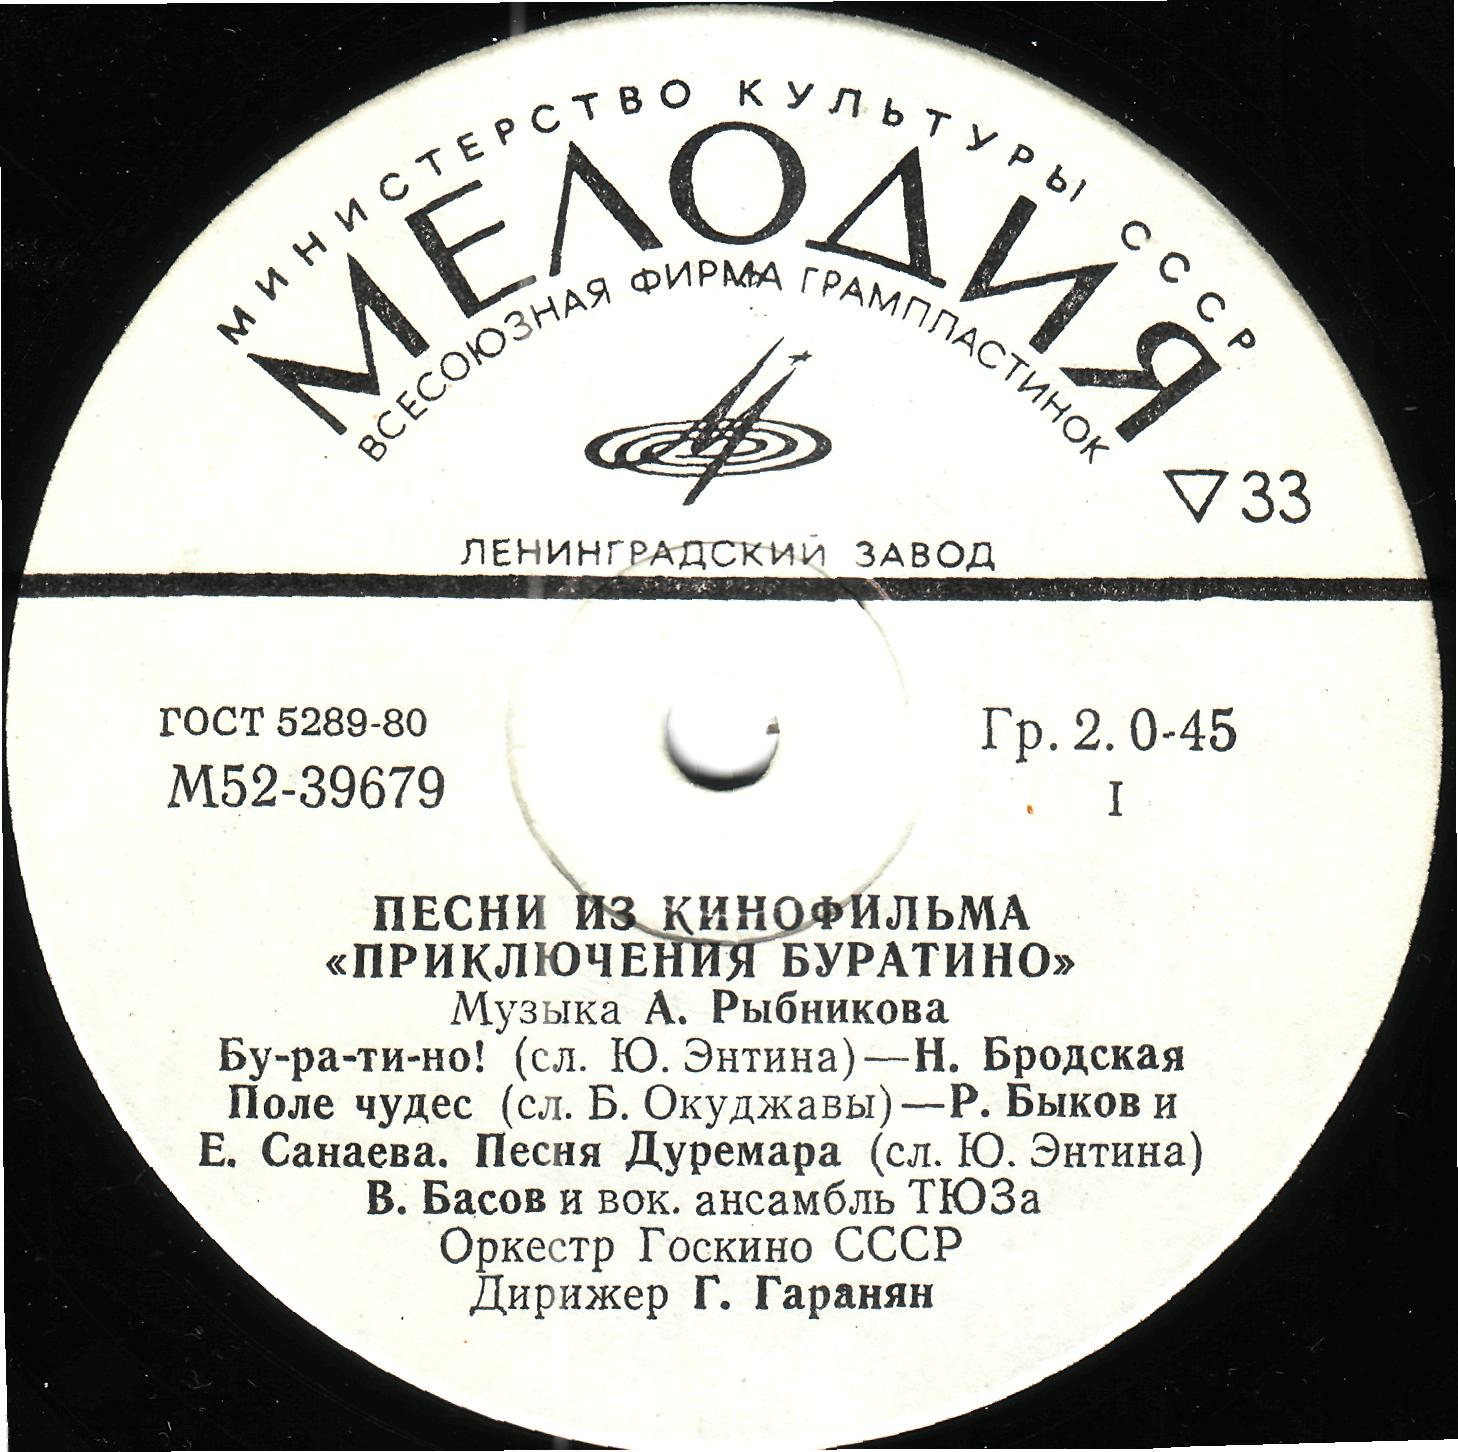 МИНИСТЕРСТВО КУЛЬТУРЫ СССР
МЕЛОДИЯ
ВСЕСОЮЗНАЯ ФИРМА ГРАМПЛАСТИНОК
33
ЛЕНИНГРАДСКИЙ ЗАВОД
ГОСТ 5289-80
Гр. 2. 0-45
М52-39679
I
ПЕСНИ ИЗ КИНОФИЛЬМА
«ПРИКЛЮЧЕНИЯ БУРАТИНО»
Музыка А. Рыбникова
Бу-ра-ти-но! (сл. Ю. Энтина)—Н. Бродская
Поле чудес (сл. Б. Окуджавы)—Р. Быков и
Е. Санаева. Песня Дуремара (сл. Ю. Энтина)
В. Басов и вок. ансамбль ТЮЗа
Оркестр Госкино СССР
Дирижер Г. Гаранян